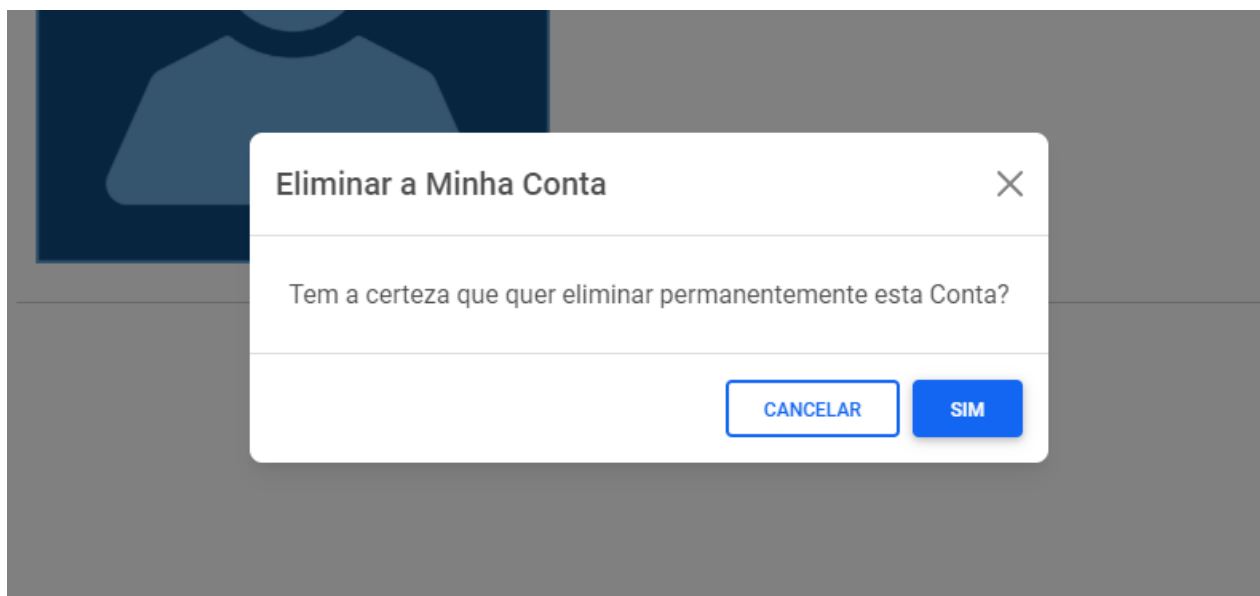 Eliminar a Minha Conta
Tem a certeza que quer eliminar permanentemente esta Conta?
CANCELAR
SIM